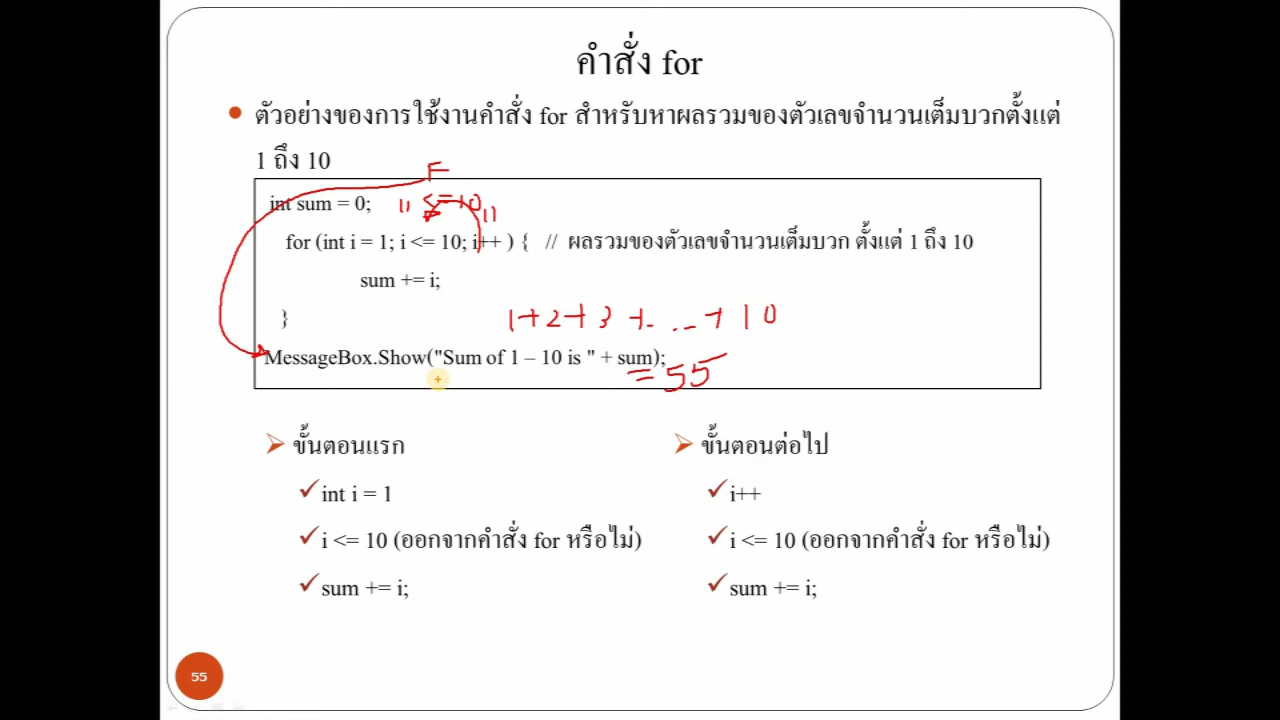 คำสั่ง for
ตัวอย่างของการใช้งานคำสั่ง for สำหรับหาผลรวมของตัวเลขจำนวนเต็มบวกตั้งแต่
1 ถึง 10
F
int sum = 0; 11 <= 10 11
for (int i = 1; i <= 10; i++ ) { // ผลรวมของตัวเลขจำนวนเต็มบวก ตั้งแต่ 1 ถึง 10
sum += i;
} 1+2+3+.... + 10
MessageBox.Show("Sum of 1 – 10 is " + sum);
= 55
ขั้นตอนแรก
int i = 1
i <= 10 (ออกจากคำสั่ง for หรือไม่)
sum += i;
ขั้นตอนต่อไป
i++
i <= 10 (ออกจากคำสั่ง for หรือไม่)
sum += i;
55